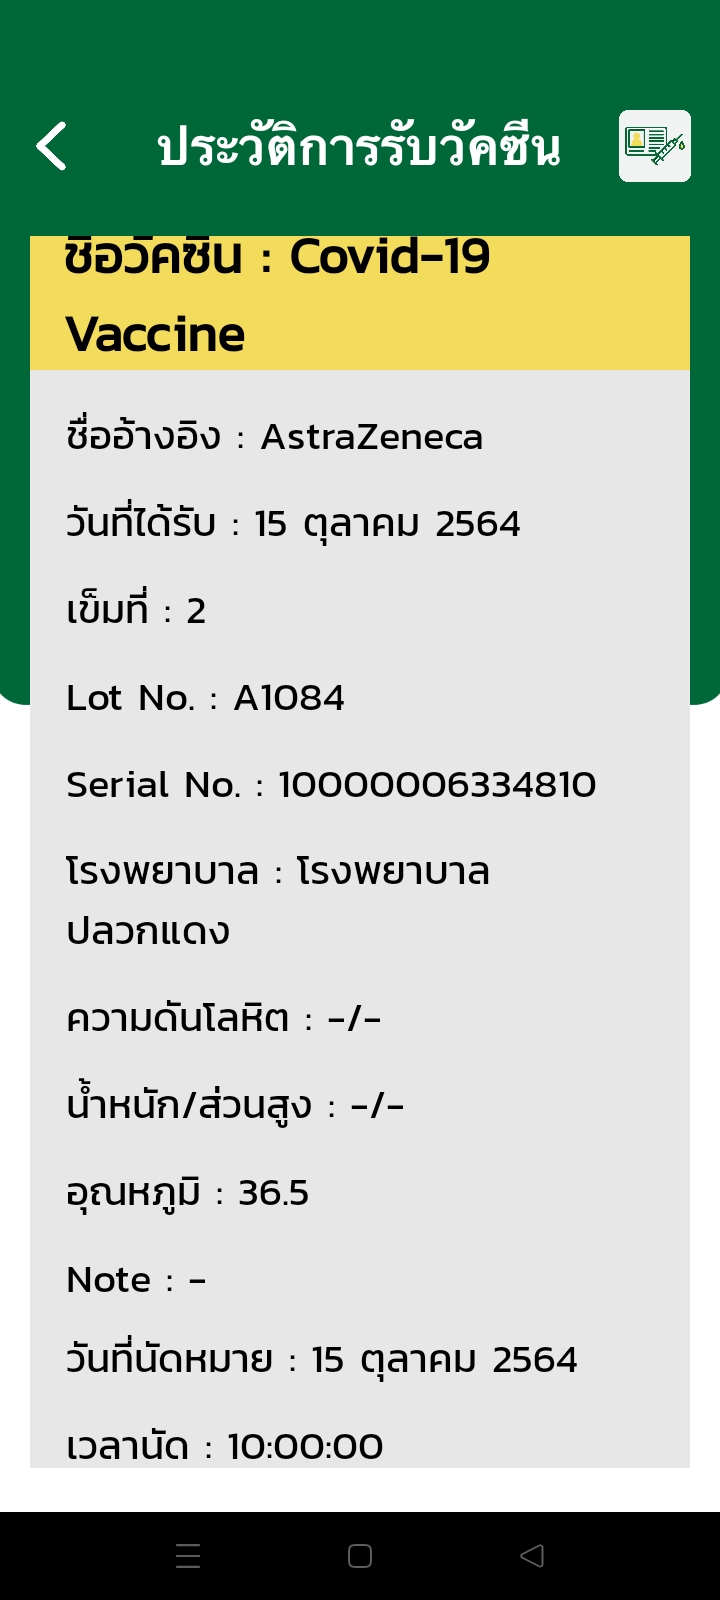 ประวัติการรับวัคซีน
ชื่อวัคซีน : Covid-19
Vaccine
ชื่ออ้างอิง : AstraZeneca
วันที่ได้รับ : 15 ตุลาคม 2564
เข็มที่ : 2
Lot No. : A1084
Serial No. : 10000006334810
โรงพยาบาล : โรงพยาบาล
ปลวกแดง
ความดันโลหิต : -/-
น้ำหนัก/ส่วนสูง : -/-
อุณหภูมิ : 36.5
Note : -
วันที่นัดหมาย : 15 ตุลาคม 2564
เวลานัด : 10:00:00